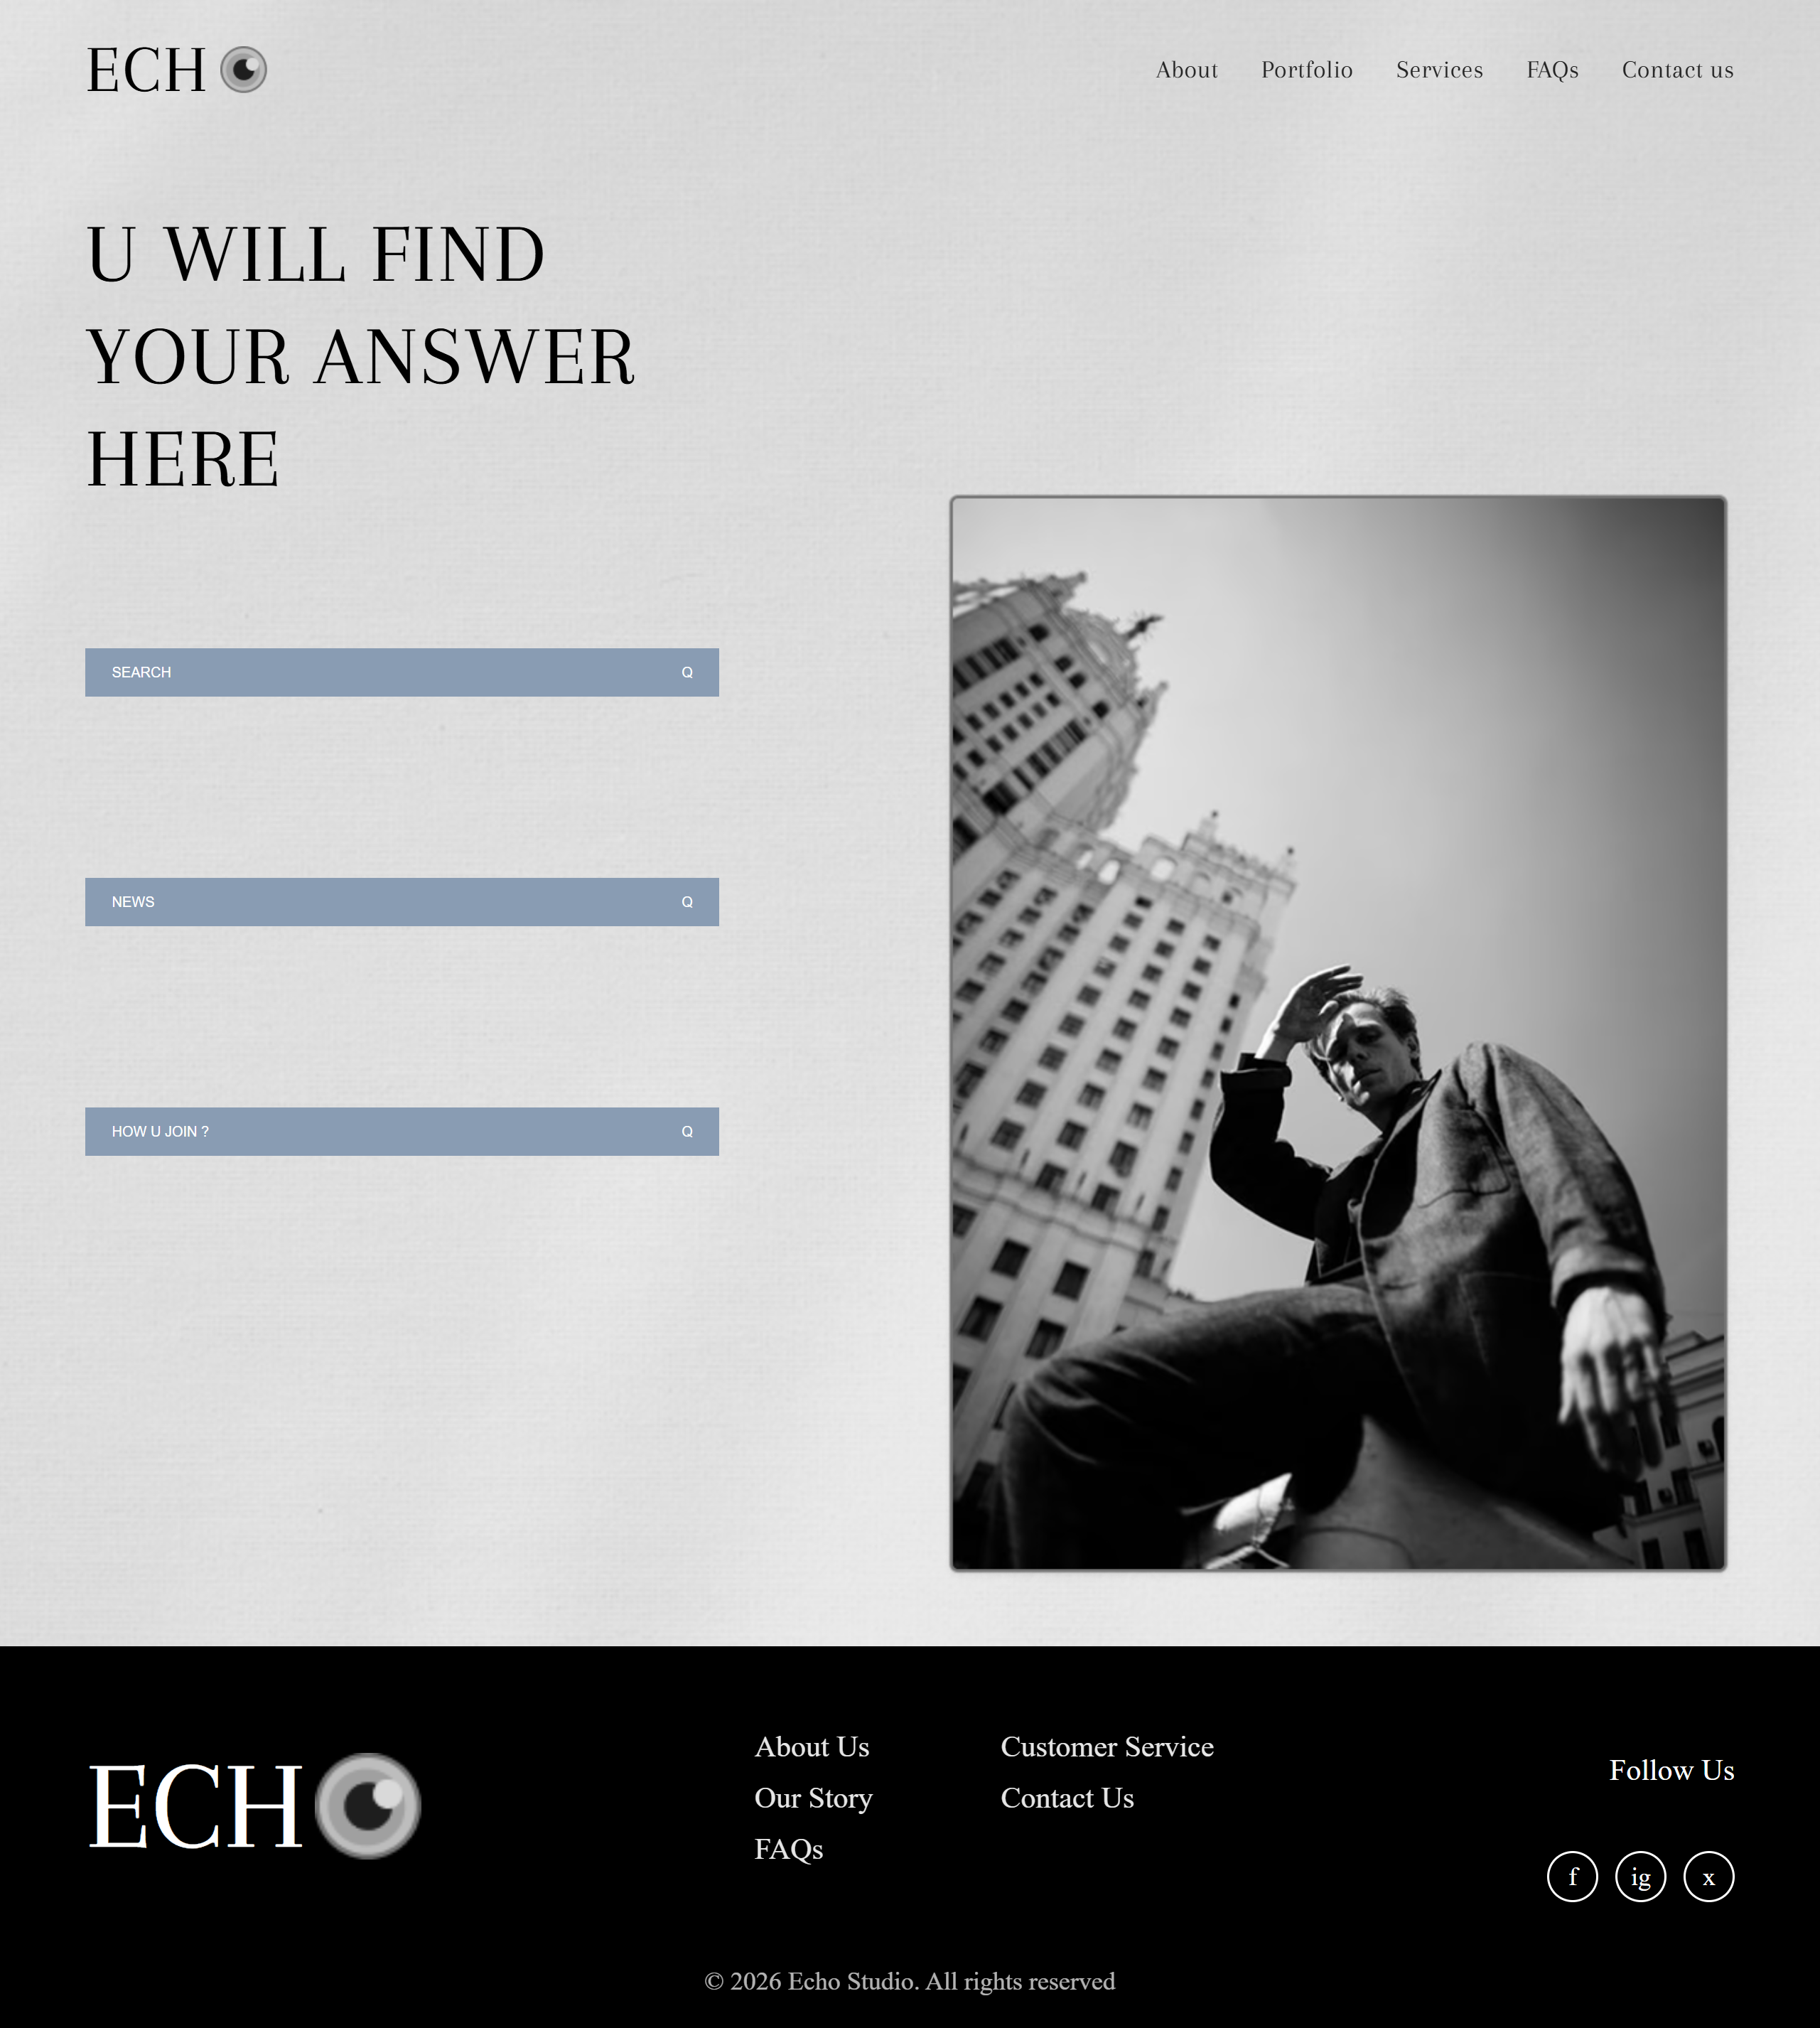 ECH
About Portfolio Services FAQs Contact us
U WILL FIND
YOUR ANSWER
HERE
SEARCH Q
NEWS Q
HOW U JOIN ? Q
ECH
About Us
Our Story
FAQs
Customer Service
Contact Us
Follow Us
f ig x
© 2026 Echo Studio. All rights reserved